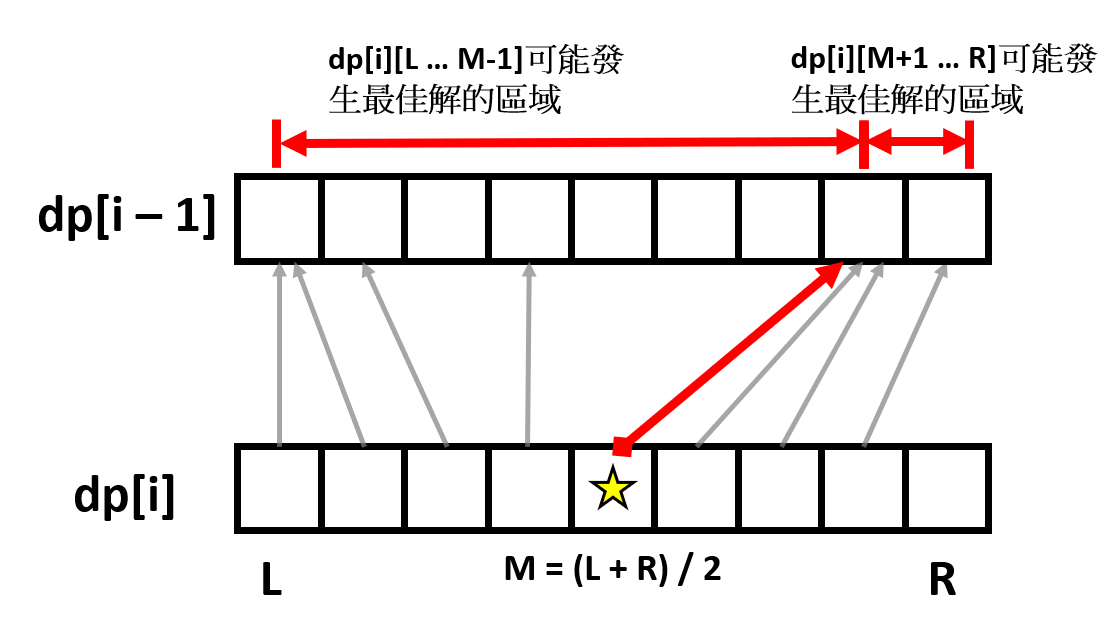 dp[i][L … M-1]可能發
生最佳解的區域
dp[i][M+1 … R]可能發
生最佳解的區域
dp[i – 1]
dp[i]
L
M = (L + R) / 2
R